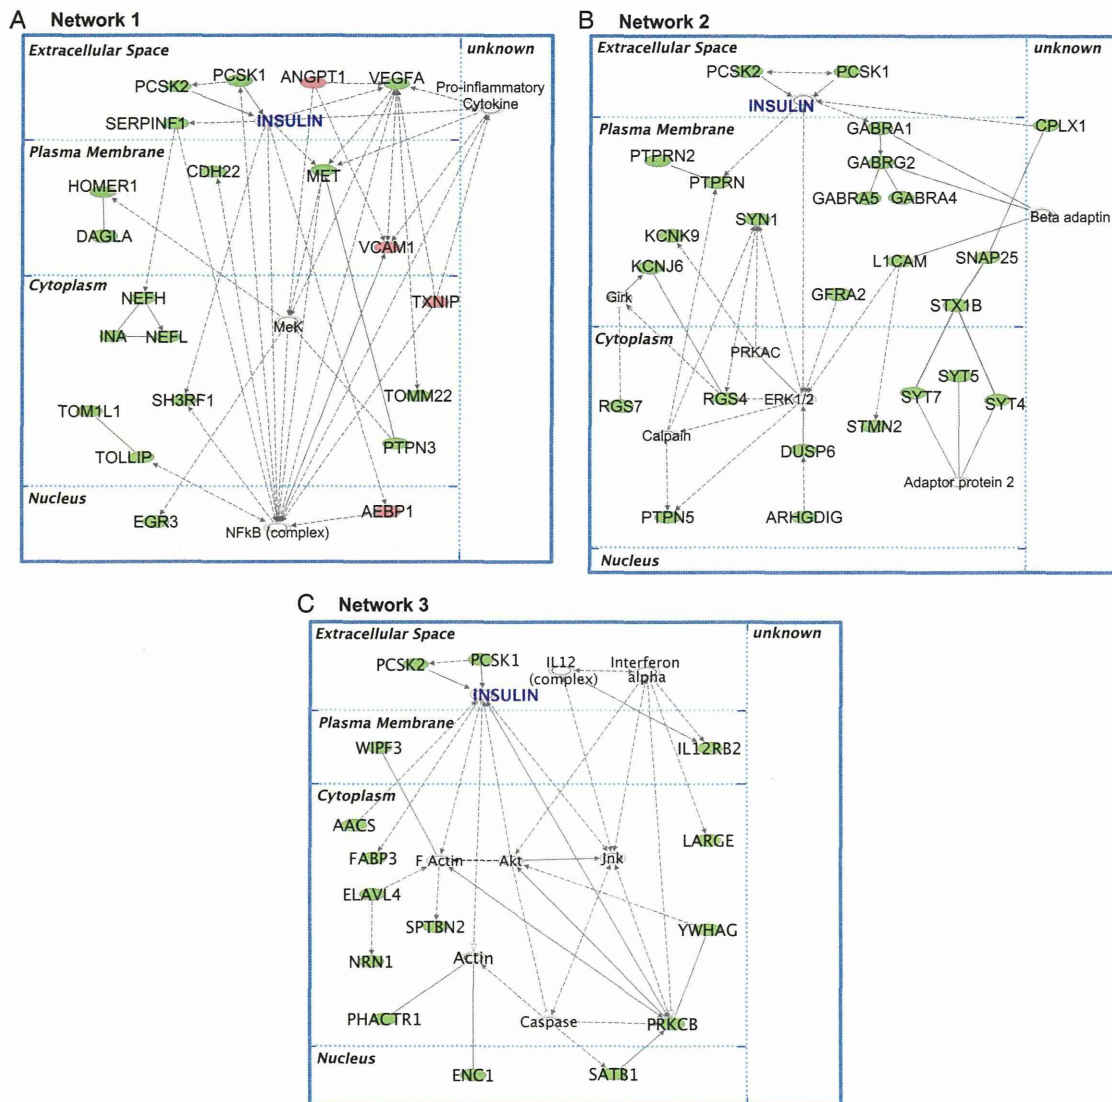 A Network 1
Extracellular Space
unknown
PCSK2
PCSK1
ANGPT1
VEGFA
Pro-inflammatory
Cytokine
SERPINF1
INSULIN
Plasma Membrane
CDH22
MET
HOMER1
DAGLA
VCAM1
Cytoplasm
NEFH
TXNIP
INA
NEFL
MeK
SH3RF1
TOMM22
TOM1L1
PTPN3
TOLLIP
Nucleus
EGR3
NFkB (complex)
AEBP1
B Network 2
Extracellular Space
unknown
PCSK2
PCSK1
INSULIN
CPLX1
Plasma Membrane
GABRA1
PTPRN2
GABRG2
PTPRN
GABRA5
GABRA4
SYN1
Beta adaptin
KCNK9
KCNJ6
L1CAM
SNAP25
Girk
GFRA2
STX1B
Cytoplasm
PRKAC
SYT5
RGS7
RGS4
ERK1/2
SYT7
SYT4
Calpain
STMN2
DUSP6
Adaptor protein 2
PTPN5
ARHGDIG
Nucleus
C Network 3
Extracellular Space
unknown
PCSK2
PCSK1
IL12
(complex)
Interferon
alpha
INSULIN
Plasma Membrane
WIPF3
IL12RB2
Cytoplasm
AACS
LARGE
FABP3
F Actin
Akt
Jnk
ELAVL4
SPTBN2
YWHAG
NRN1
Actin
PHACTR1
Caspase
PRKCB
Nucleus
ENC1
SATB1